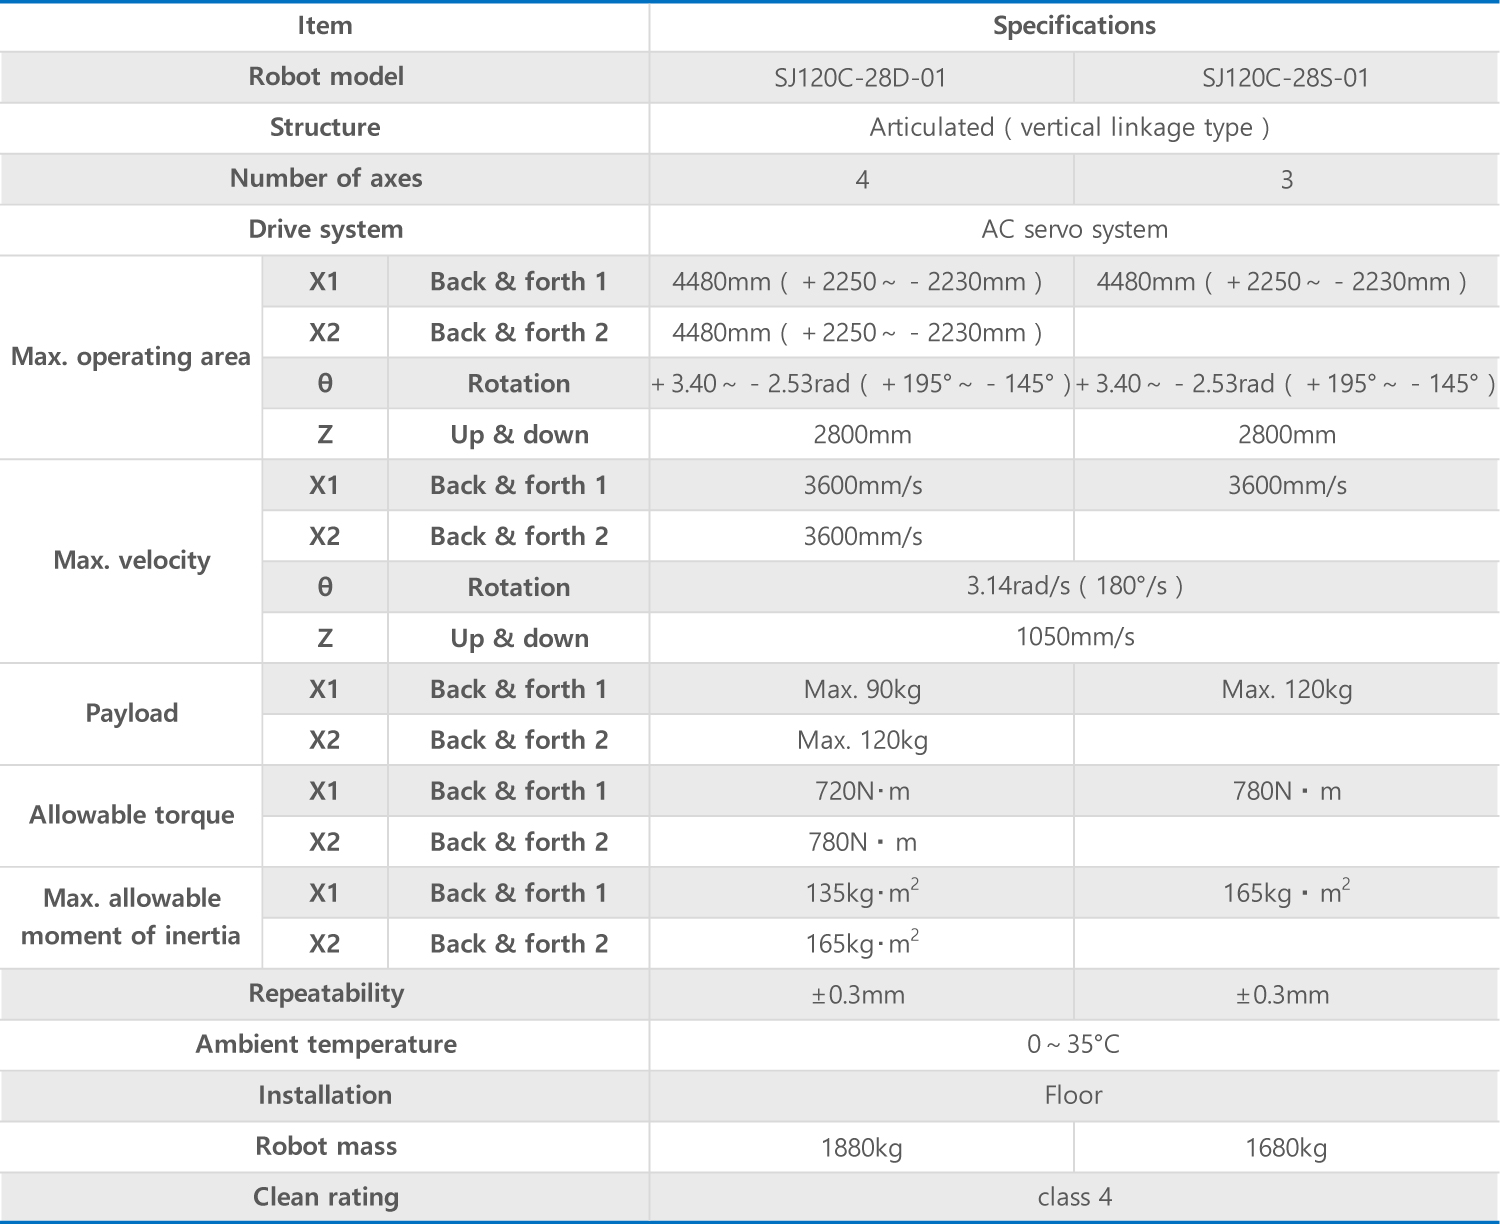 Item Specifications
Robot model SJ120C-28D-01 SJ120C-28S-01
Structure Articulated ( vertical linkage type )
Number of axes 4 3
Drive system AC servo system
Max. operating area X1 Back & forth 1 4480mm ( +2250~ - 2230mm ) 4480mm ( +2250~ - 2230mm )
X2 Back & forth 2 4480mm ( +2250~ - 2230mm )
θ Rotation +3.40~ - 2.53rad ( +195°~ - 145° ) +3.40~ - 2.53rad ( +195°~ - 145° )
Z Up & down 2800mm 2800mm
Max. velocity X1 Back & forth 1 3600mm/s 3600mm/s
X2 Back & forth 2 3600mm/s
θ Rotation 3.14rad/s ( 180°/s )
Z Up & down 1050mm/s
Payload X1 Back & forth 1 Max. 90kg Max. 120kg
X2 Back & forth 2 Max. 120kg
Allowable torque X1 Back & forth 1 720N·m 780N · m
X2 Back & forth 2 780N · m
Max. allowable
moment of inertia X1 Back & forth 1 135kg·m² 165kg · m²
X2 Back & forth 2 165kg·m²
Repeatability ±0.3mm ±0.3mm
Ambient temperature 0~35°C
Installation Floor
Robot mass 1880kg 1680kg
Clean rating class 4